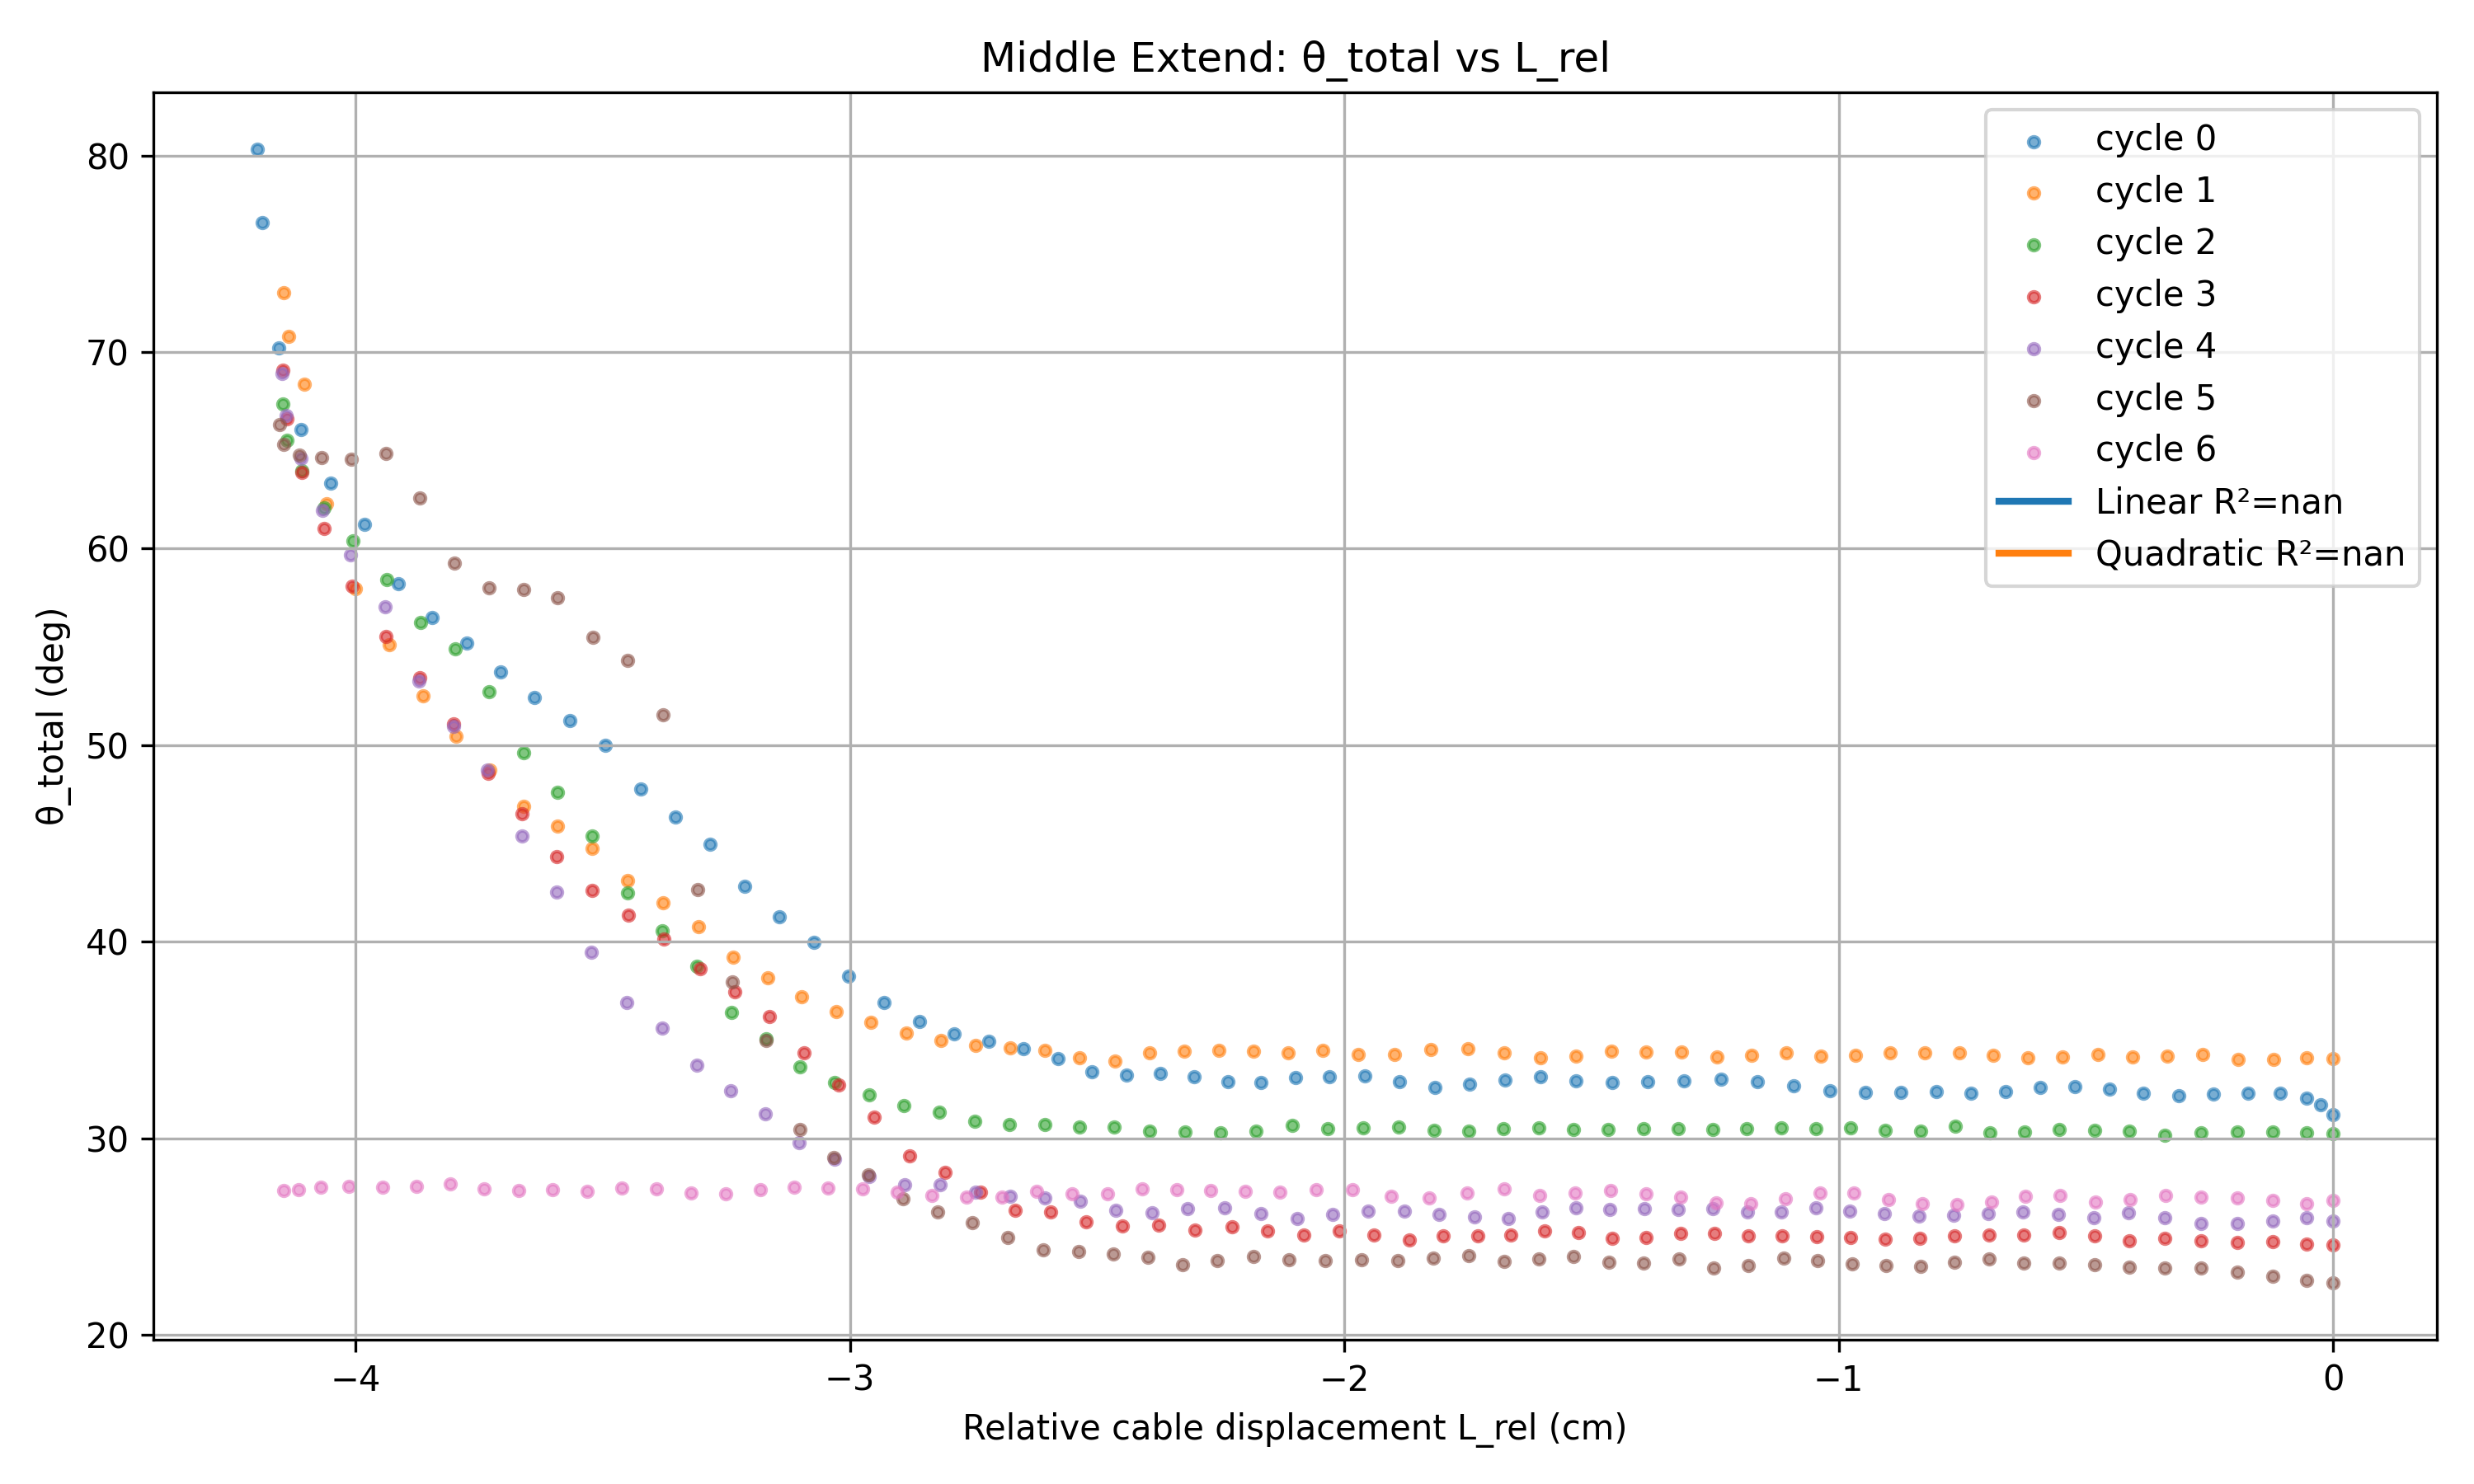 Middle Extend: θ_total vs L_rel
cycle 0
cycle 1
cycle 2
cycle 3
cycle 4
cycle 5
cycle 6
Linear R²=nan
Quadratic R²=nan
θ_total (deg)
80
70
60
50
40
30
20
−4
−3
−2
−1
0
Relative cable displacement L_rel (cm)